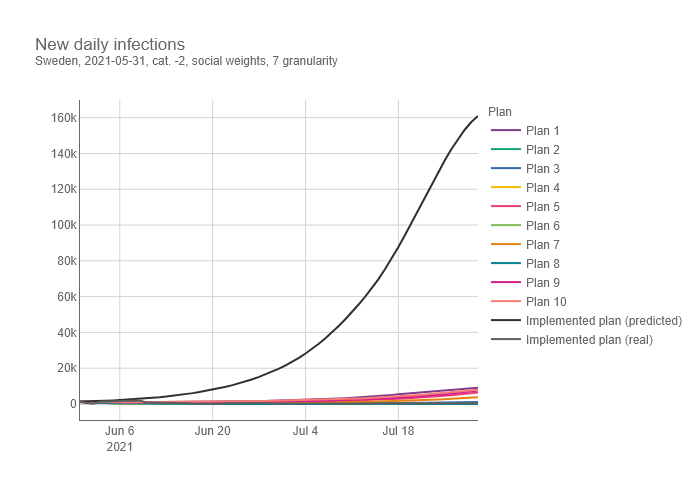 New daily infections
Sweden, 2021-05-31, cat. -2, social weights, 7 granularity
160k
140k
120k
100k
80k
60k
40k
20k
0
Jun 6
2021
Jun 20
Jul 4
Jul 18
Plan
Plan 1
Plan 2
Plan 3
Plan 4
Plan 5
Plan 6
Plan 7
Plan 8
Plan 9
Plan 10
Implemented plan (predicted)
Implemented plan (real)